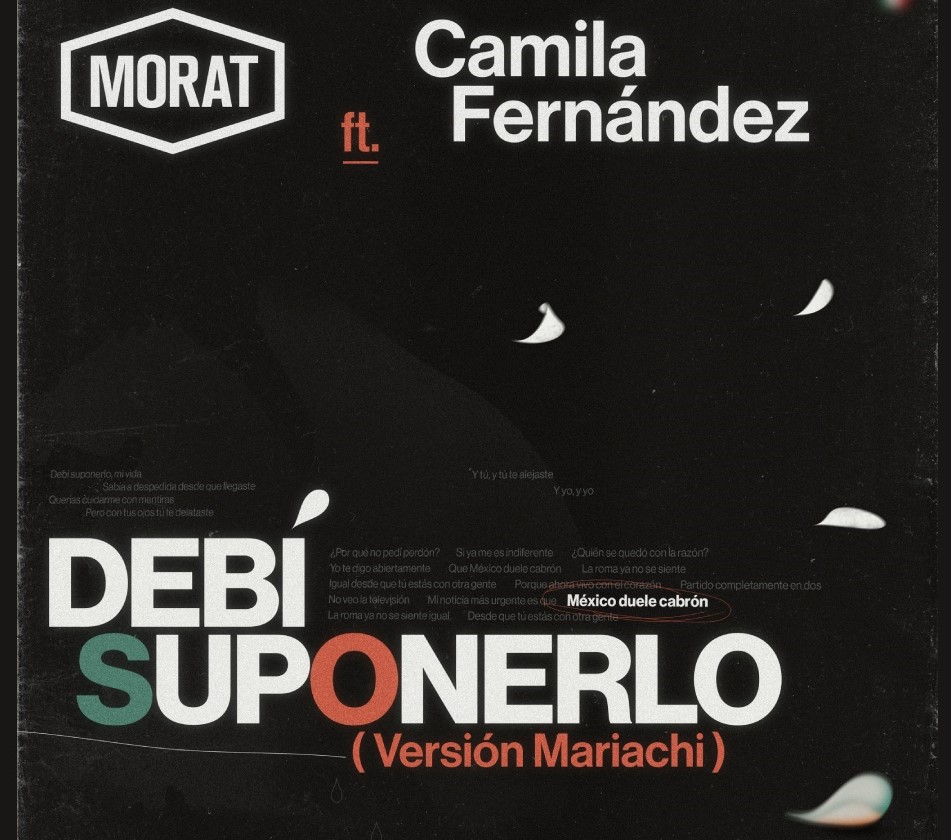 MORAT
ft.
Camila
Fernández
Debí suponerlo, mi vida
Sabía a despedida desde que llegaste
Querías cuidarme con mentiras
Pero con tus ojos tú te delataste
Y tú, y tú te alejaste
Y yo, y yo
DEBÍ
¿Por qué no pedí perdón? Si ya me es indiferente ¿Quién se quedó con la razón?
Yo te digo abiertamente Que México duele cabrón La roma ya no se siente
Igual desde que tú estás con otra gente Porque ahora vivo con el corazón Partido completamente en dos
No veo la televisión Mi noticia más urgente es que México duele cabrón
La roma ya no se siente igual Desde que tú estás con otra gente
SUPONERLO
( Versión Mariachi )